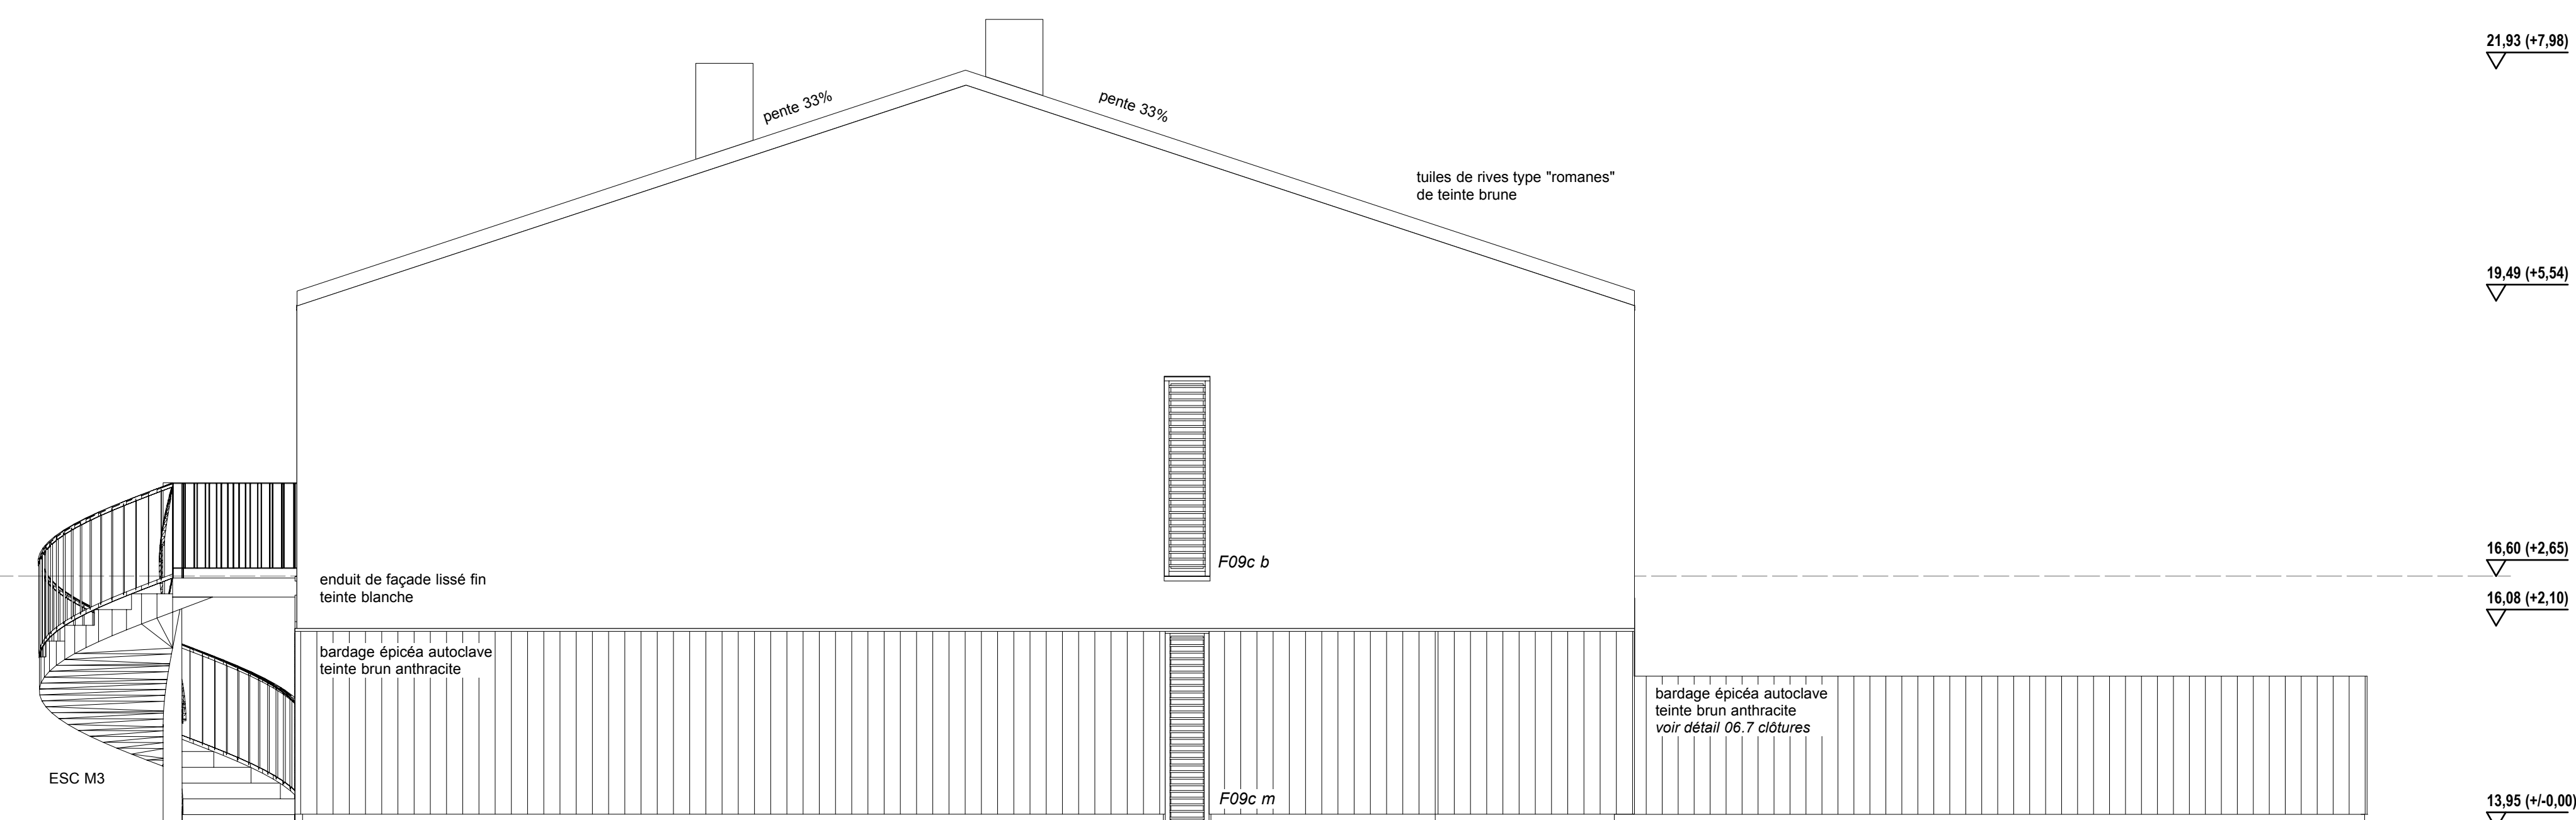 21,93 (+7,98)
pente 33%
pente 33%
tuiles de rives type "romanes"
de teinte brune
19,49 (+5,54)
16,60 (+2,65)
F09c b
enduit de façade lissé fin
teinte blanche
16,08 (+2,10)
bardage épicéa autoclave
teinte brun anthracite
bardage épicéa autoclave
teinte brun anthracite
voir détail 06.7 clôtures
ESC M3
F09c m
13,95 (+/-0,00)